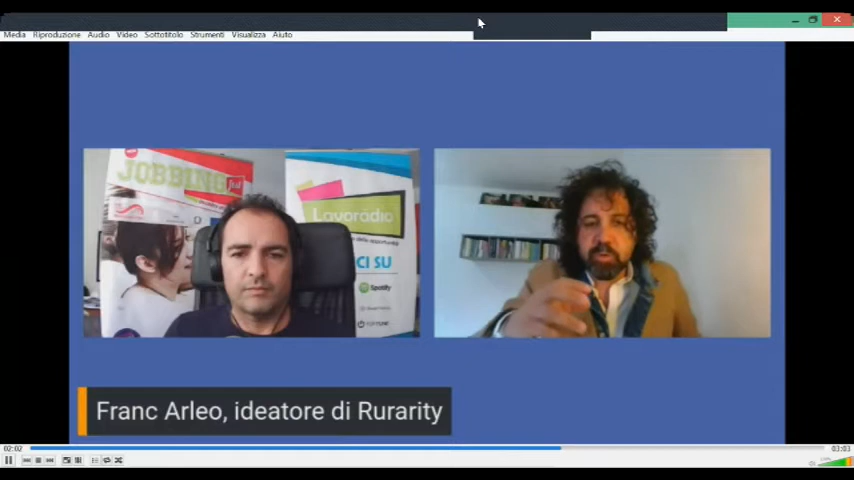 Media Riproduzione Audio Video Sottotitolo Strumenti Visualizza Aiuto
JOBBING
Lavoradio
CI SU
Spotify
Franc Arleo, ideatore di Rurarity
02:02
03:03